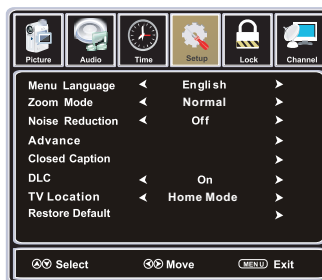 Picture Audio Time Setup Lock Channel
Menu Language English
Zoom Mode Normal
Noise Reduction Off
Advance
Closed Caption
DLC On
TV Location Home Mode
Restore Default
Select Move MENU Exit